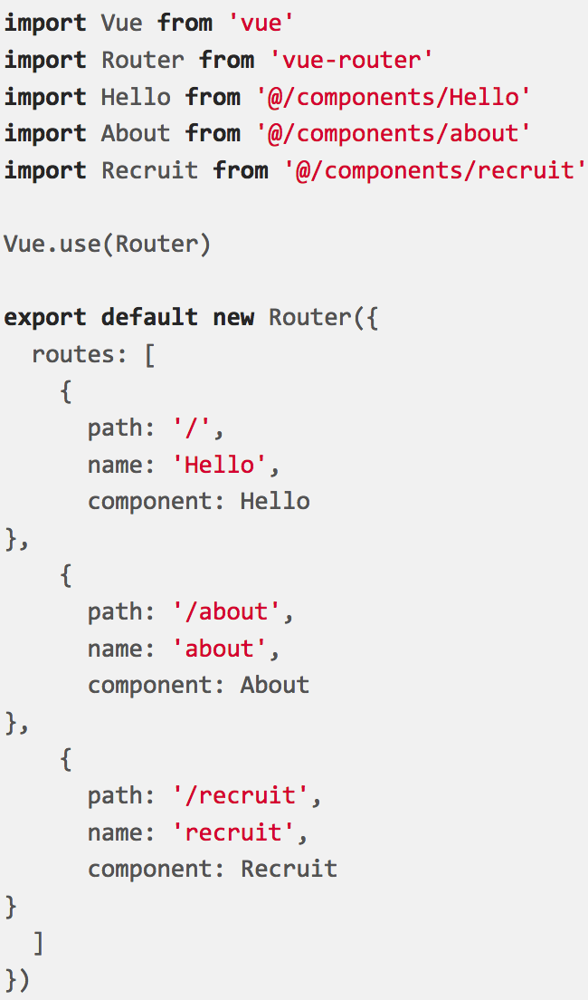 import Vue from 'vue'
import Router from 'vue-router'
import Hello from '@/components/Hello'
import About from '@/components/about'
import Recruit from '@/components/recruit'

Vue.use(Router)

export default new Router({
  routes: [
    {
      path: '/',
      name: 'Hello',
      component: Hello
},
    {
      path: '/about',
      name: 'about',
      component: About
},
    {
      path: '/recruit',
      name: 'recruit',
      component: Recruit
}
  ]
})